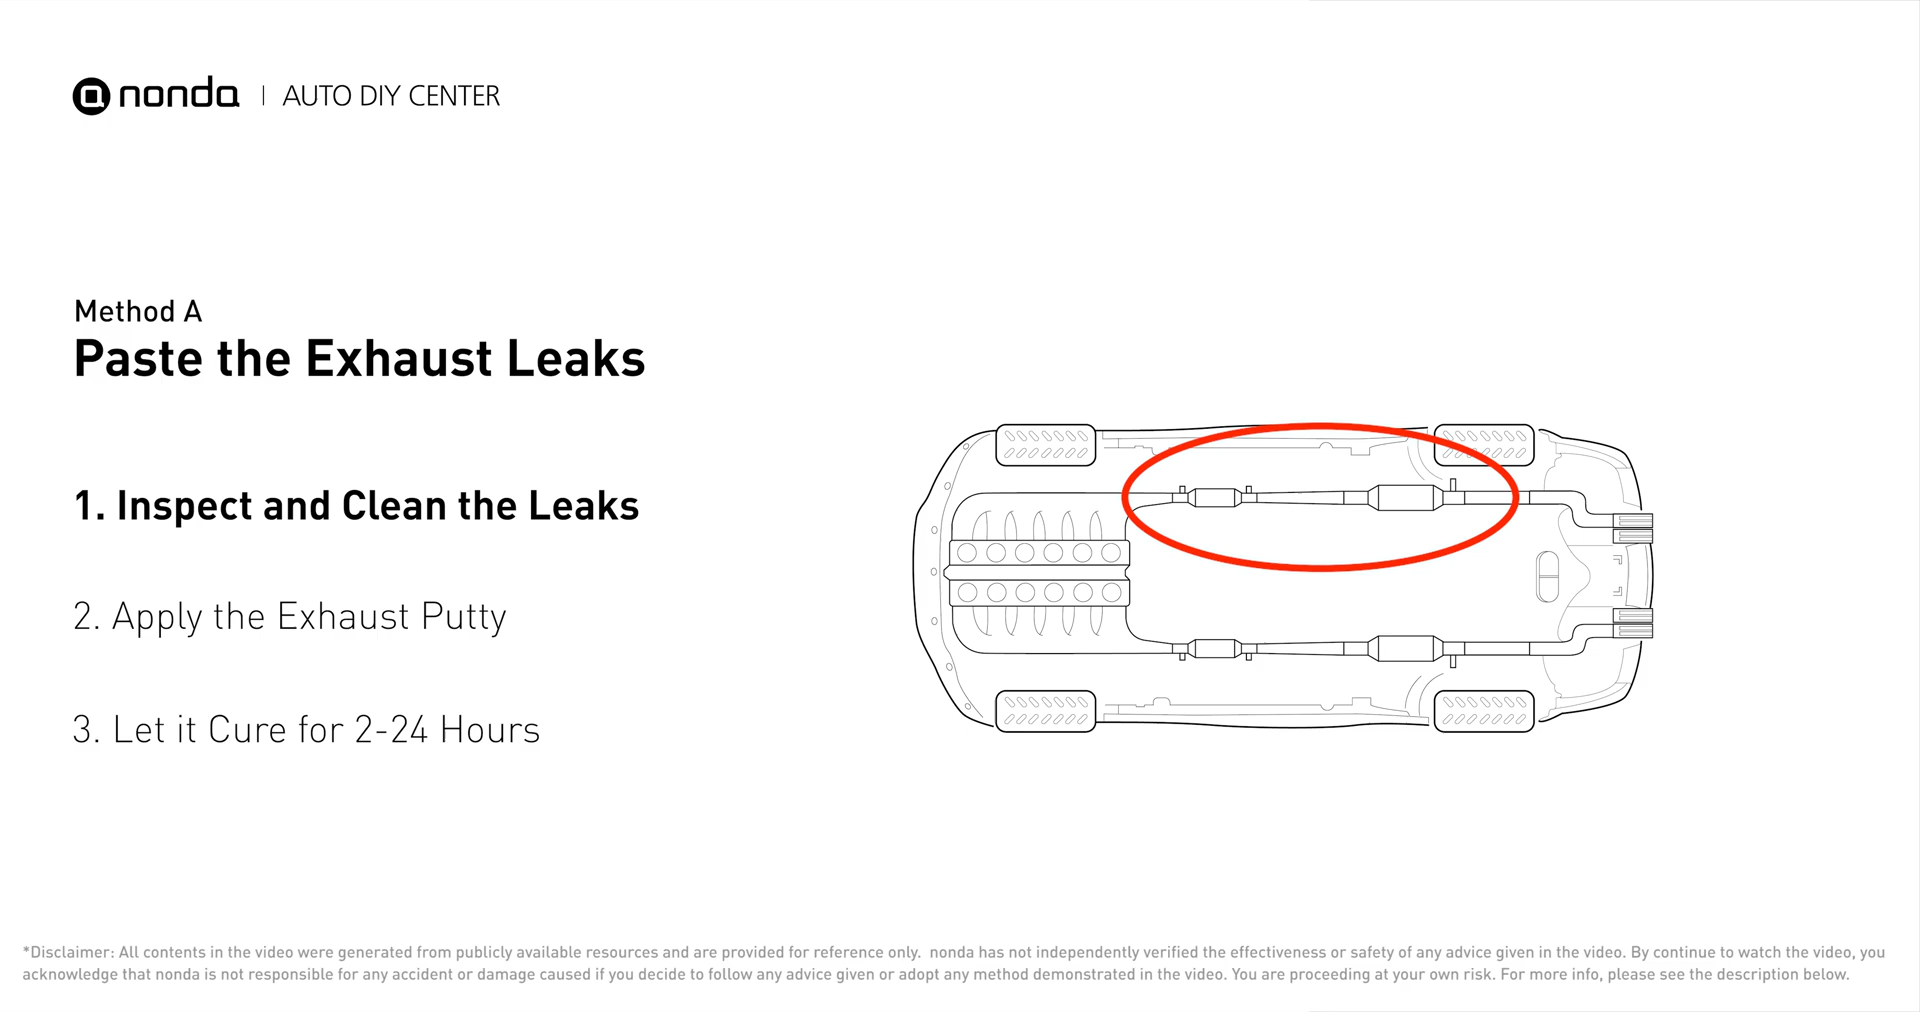 nonda | AUTO DIY CENTER
Method A
Paste the Exhaust Leaks
1. Inspect and Clean the Leaks
2. Apply the Exhaust Putty
3. Let it Cure for 2-24 Hours
*Disclaimer: All contents in the video were generated from publicly available resources and are provided for reference only. nonda has not independently verified the effectiveness or safety of any advice given in the video. By continue to watch the video, you
acknowledge that nonda is not responsible for any accident or damage caused if you decide to follow any advice given or adopt any method demonstrated in the video. You are proceeding at your own risk. For more info, please see the description below.